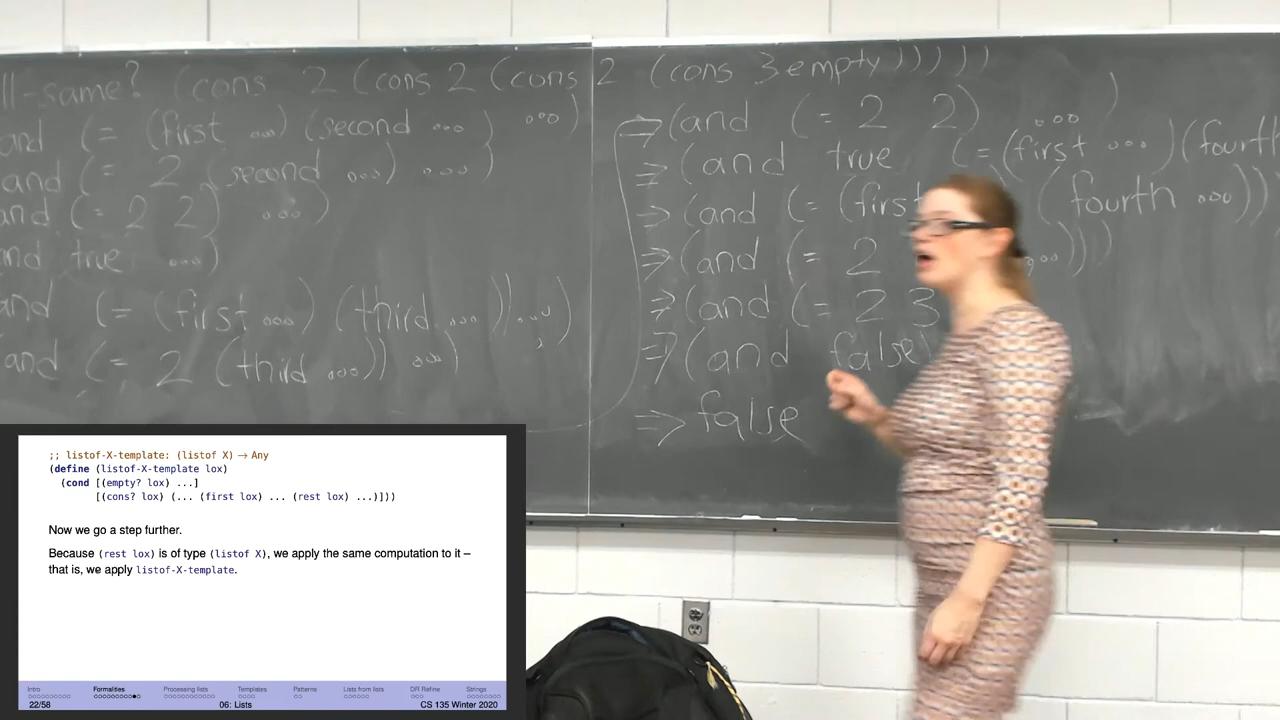 ll-same? (cons 2 (cons 2 (cons 2 (cons 3 empty)))))
and (= (first ...) (second ...) ...)
and (= 2 (second ...) ...)
and (= 2 2) ...)
and true ...)
and (= (first ...) (third ...)) ...)
and (= 2 (third ...)) ...)
⇒ (and (= 2 2) ... )
⇒ (and true (= (first ...) (fourth
⇒ (and (= (first (fourth ...))
⇒ (and (= 2 ...))))
⇒ (and (= 2 3
⇒ (and false)
⇒ false
;; listof-X-template: (listof X) → Any
(define (listof-X-template lox)
(cond [(empty? lox) ...]
[(cons? lox) (... (first lox) ... (rest lox) ...)]))
Now we go a step further.
Because (rest lox) is of type (listof X), we apply the same computation to it –
that is, we apply listof-X-template.
Intro Formalities Processing lists Templates Patterns Lists from lists DR Refine Strings
22/58 06: Lists CS 135 Winter 2020